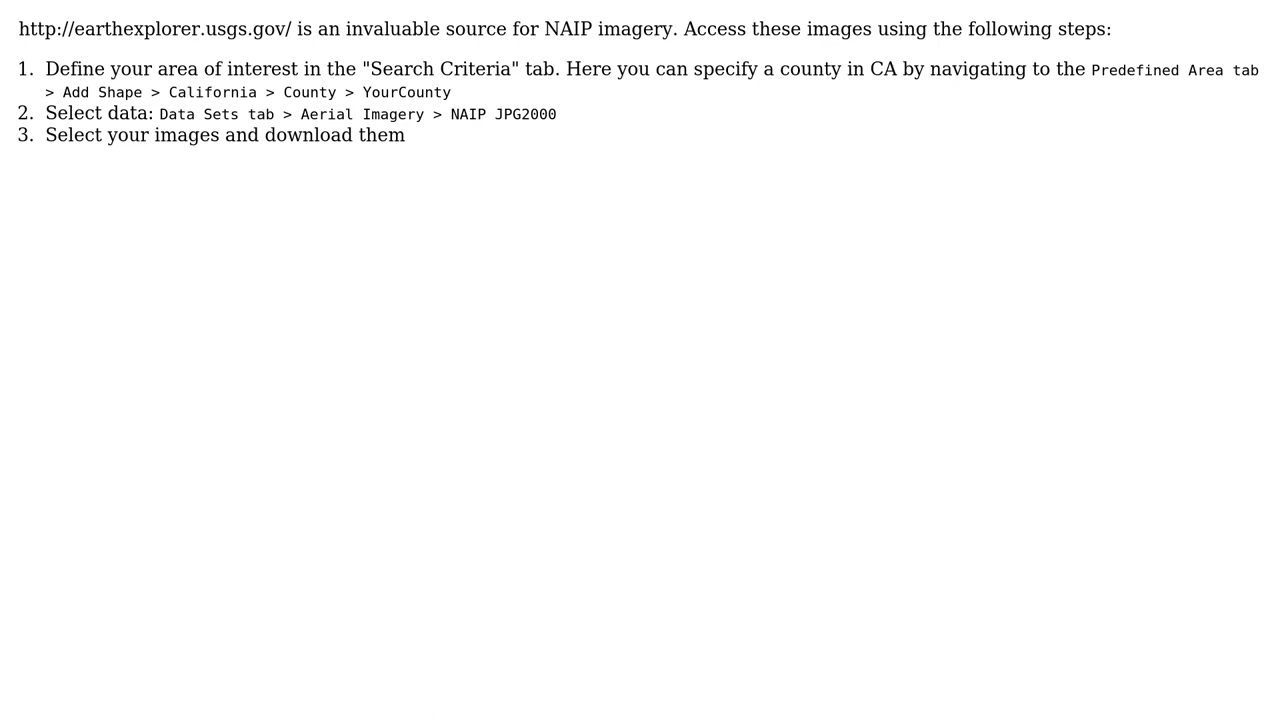 http://earthexplorer.usgs.gov/ is an invaluable source for NAIP imagery. Access these images using the following steps:
1. Define your area of interest in the "Search Criteria" tab. Here you can specify a county in CA by navigating to the Predefined Area tab
> Add Shape > California > County > YourCounty
2. Select data: Data Sets tab > Aerial Imagery > NAIP JPG2000
3. Select your images and download them